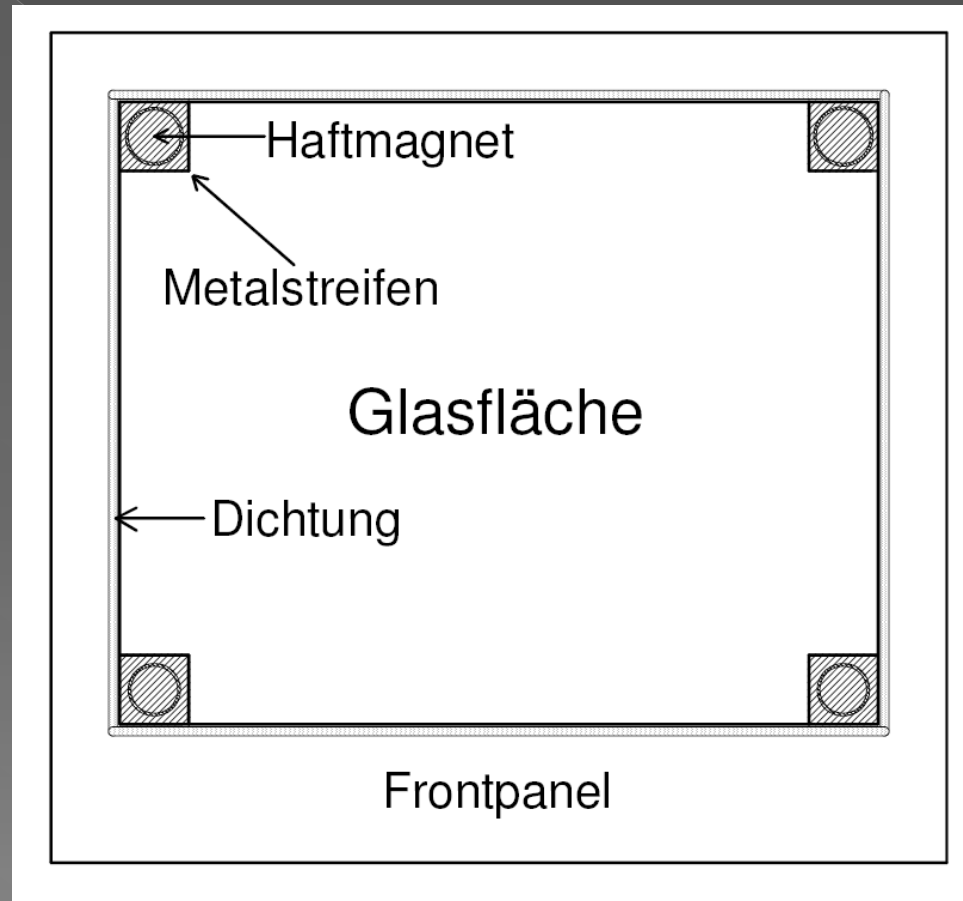 Haftmagnet
Metalstreifen
Glasfläche
Dichtung
Frontpanel